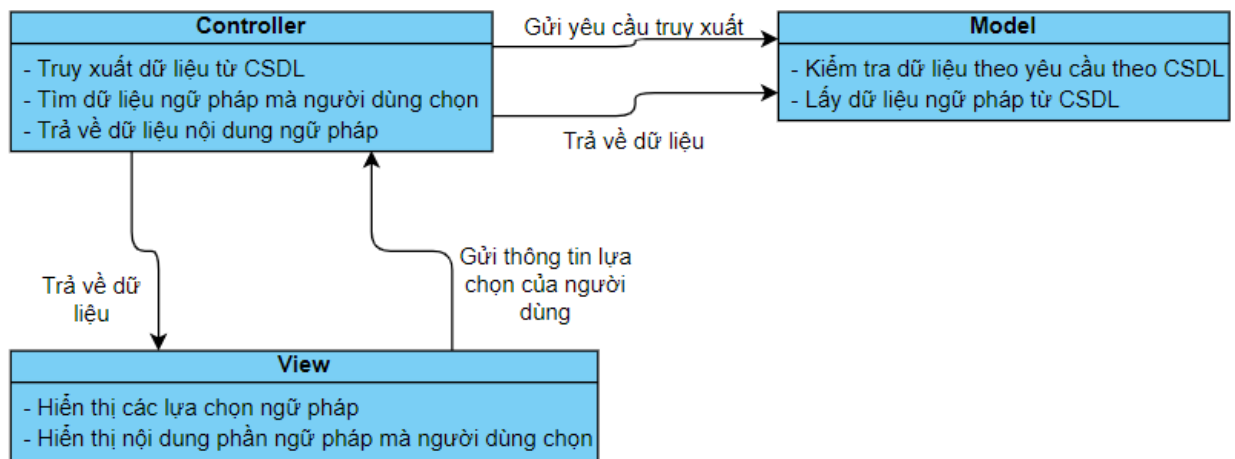 Controller
- Truy xuất dữ liệu từ CSDL
- Tìm dữ liệu ngữ pháp mà người dùng chọn
- Trả về dữ liệu nội dung ngữ pháp
Gửi yêu cầu truy xuất
Trả về dữ liệu
Model
- Kiểm tra dữ liệu theo yêu cầu theo CSDL
- Lấy dữ liệu ngữ pháp từ CSDL
Trả về dữ
liệu
Gửi thông tin lựa
chọn của người
dùng
View
- Hiển thị các lựa chọn ngữ pháp
- Hiển thị nội dung phần ngữ pháp mà người dùng chọn